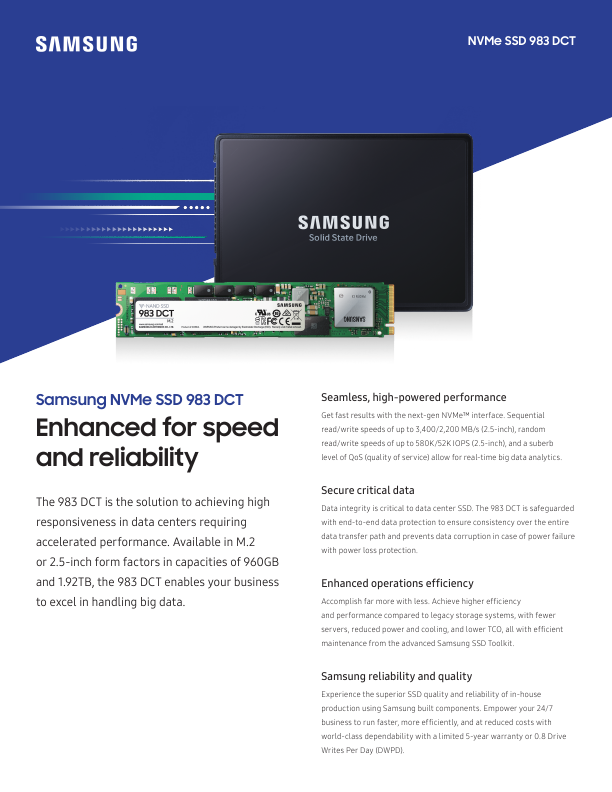 SAMSUNG
NVMe SSD 983 DCT
SAMSUNG
Solid State Drive
NAND SSD
983 DCT
M.2
SAMSUNG
SAMSUNG
Samsung NVMe SSD 983 DCT
Enhanced for speed
and reliability
The 983 DCT is the solution to achieving high
responsiveness in data centers requiring
accelerated performance. Available in M.2
or 2.5-inch form factors in capacities of 960GB
and 1.92TB, the 983 DCT enables your business
to excel in handling big data.
Seamless, high-powered performance
Get fast results with the next-gen NVMe™ interface. Sequential
read/write speeds of up to 3,400/2,200 MB/s (2.5-inch), random
read/write speeds of up to 580K/52K IOPS (2.5-inch), and a suberb
level of QoS (quality of service) allow for real-time big data analytics.
Secure critical data
Data integrity is critical to data center SSD. The 983 DCT is safeguarded
with end-to-end data protection to ensure consistency over the entire
data transfer path and prevents data corruption in case of power failure
with power loss protection.
Enhanced operations efficiency
Accomplish far more with less. Achieve higher efficiency
and performance compared to legacy storage systems, with fewer
servers, reduced power and cooling, and lower TCO, all with efficient
maintenance from the advanced Samsung SSD Toolkit.
Samsung reliability and quality
Experience the superior SSD quality and reliability of in-house
production using Samsung built components. Empower your 24/7
business to run faster, more efficiently, and at reduced costs with
world-class dependability with a limited 5-year warranty or 0.8 Drive
Writes Per Day (DWPD).